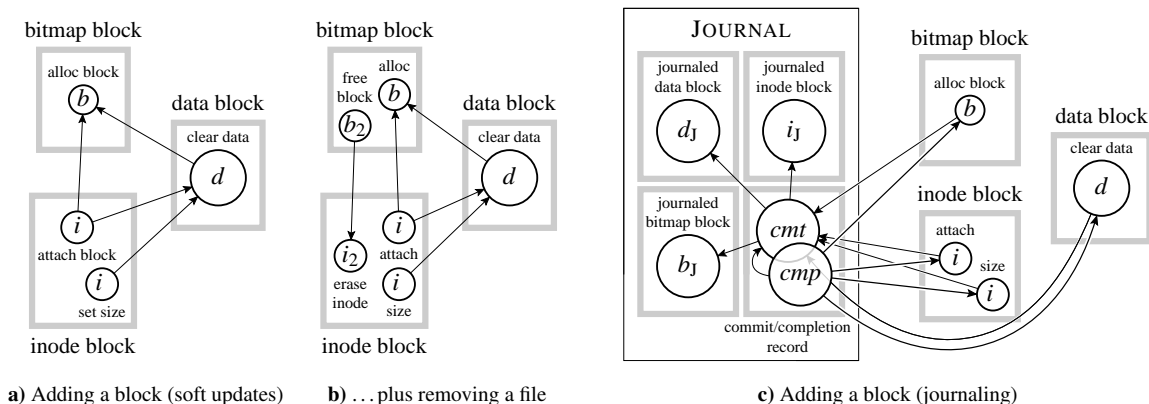 bitmap block
alloc block
b
data block
clear data
d
i
attach block
i
set size
inode block
a) Adding a block (soft updates)
bitmap block
alloc
free
block
b
b2
data block
clear data
d
i
i2
attach
erase
inode
i
size
inode block
b) ...plus removing a file
JOURNAL
journaled
data block
dJ
journaled
inode block
iJ
journaled
bitmap block
bJ
cmt
cmp
commit/completion
record
bitmap block
alloc block
b
data block
clear data
d
inode block
attach
i
size
i
c) Adding a block (journaling)